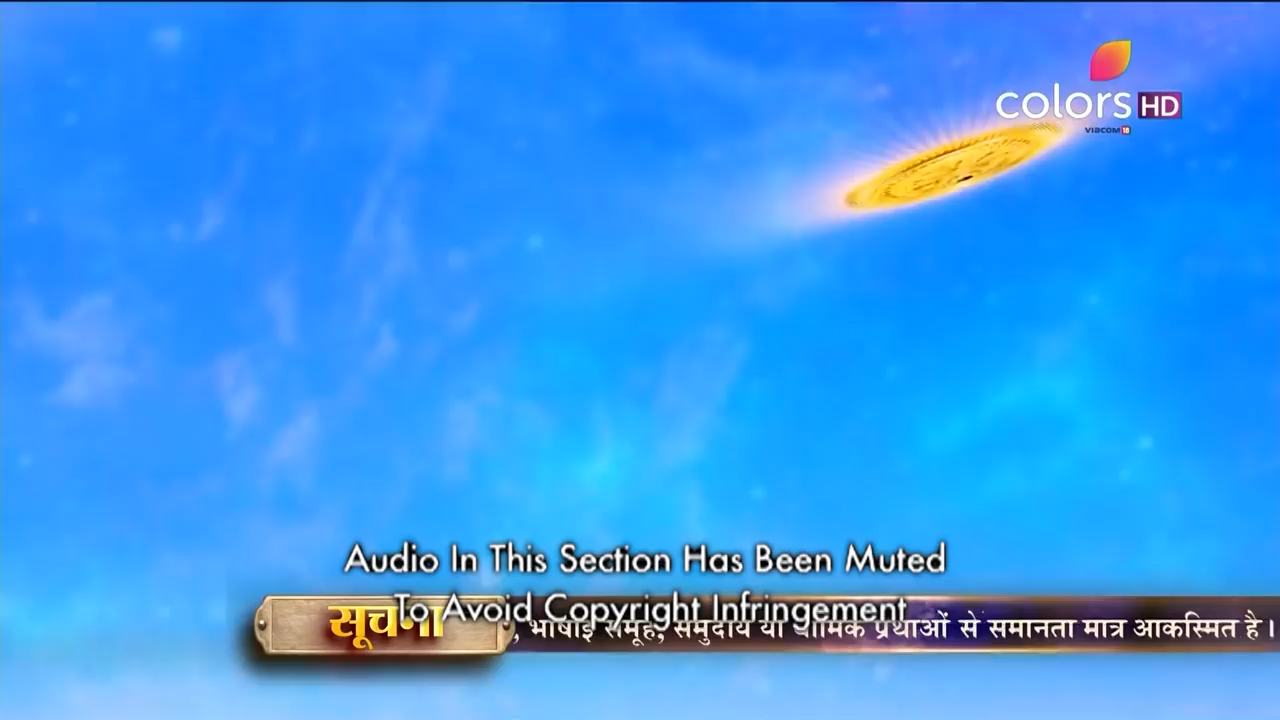 colors HD
VIACOM 18
Audio In This Section Has Been Muted
To Avoid Copyright Infringement
सूचना
, भाषाई समूह, समुदाय या धार्मिक प्रथाओं से समानता मात्र आकस्मित है।